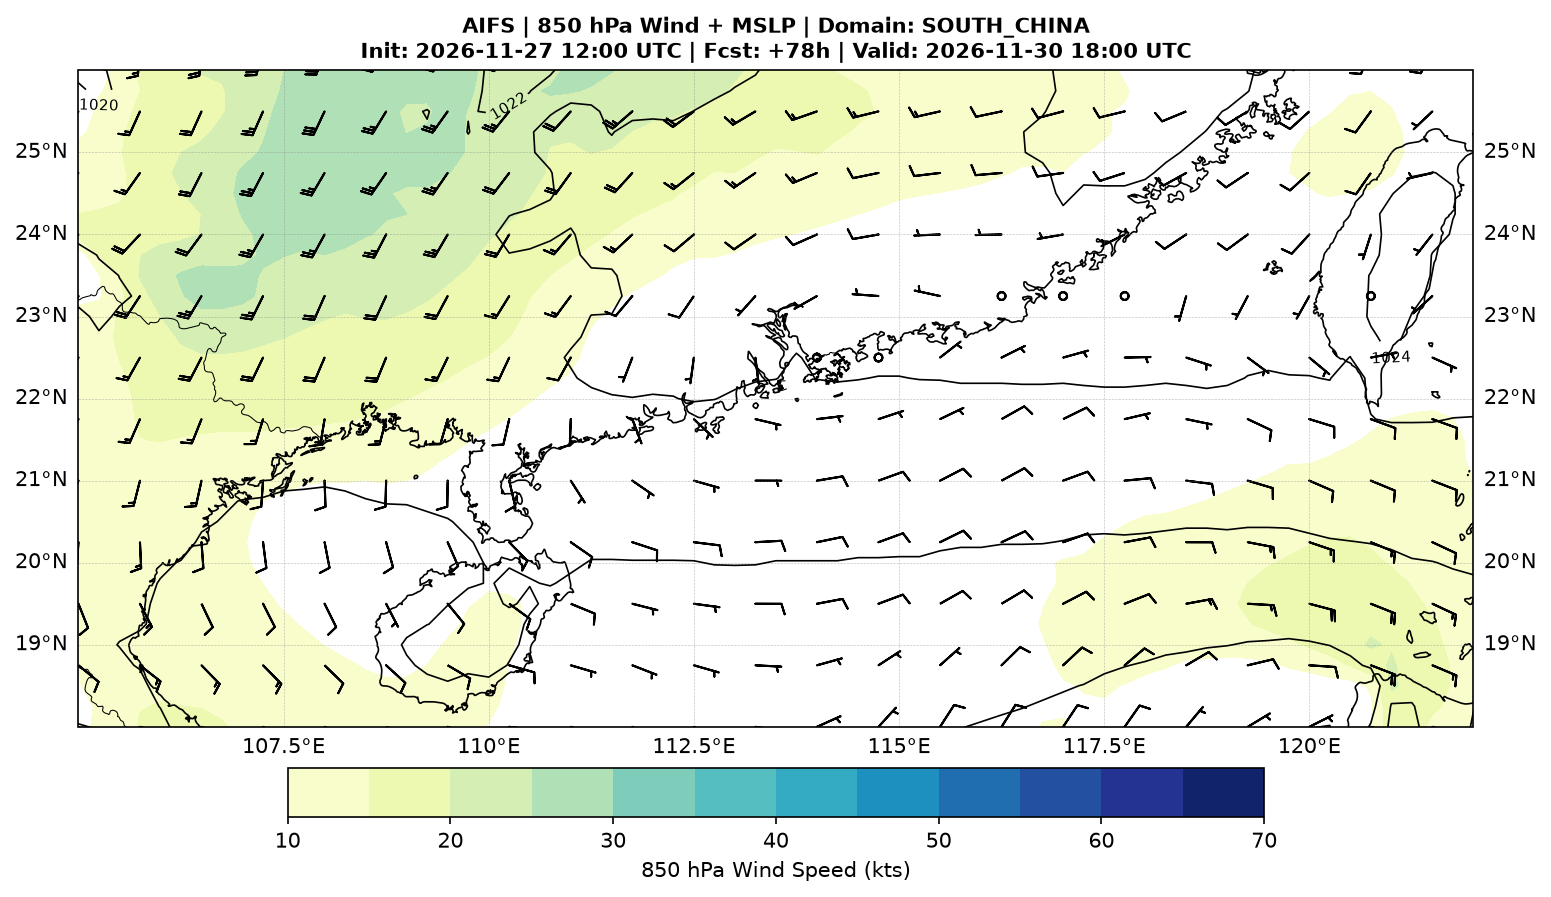 AIFS | 850 hPa Wind + MSLP | Domain: SOUTH_CHINA
Init: 2026-11-27 12:00 UTC | Fcst: +78h | Valid: 2026-11-30 18:00 UTC
1020
1022
25°N 25°N
24°N 24°N
23°N 23°N
1024
22°N 22°N
21°N 21°N
20°N 20°N
19°N 19°N
107.5°E 110°E 112.5°E 115°E 117.5°E 120°E
10 20 30 40 50 60 70
850 hPa Wind Speed (kts)